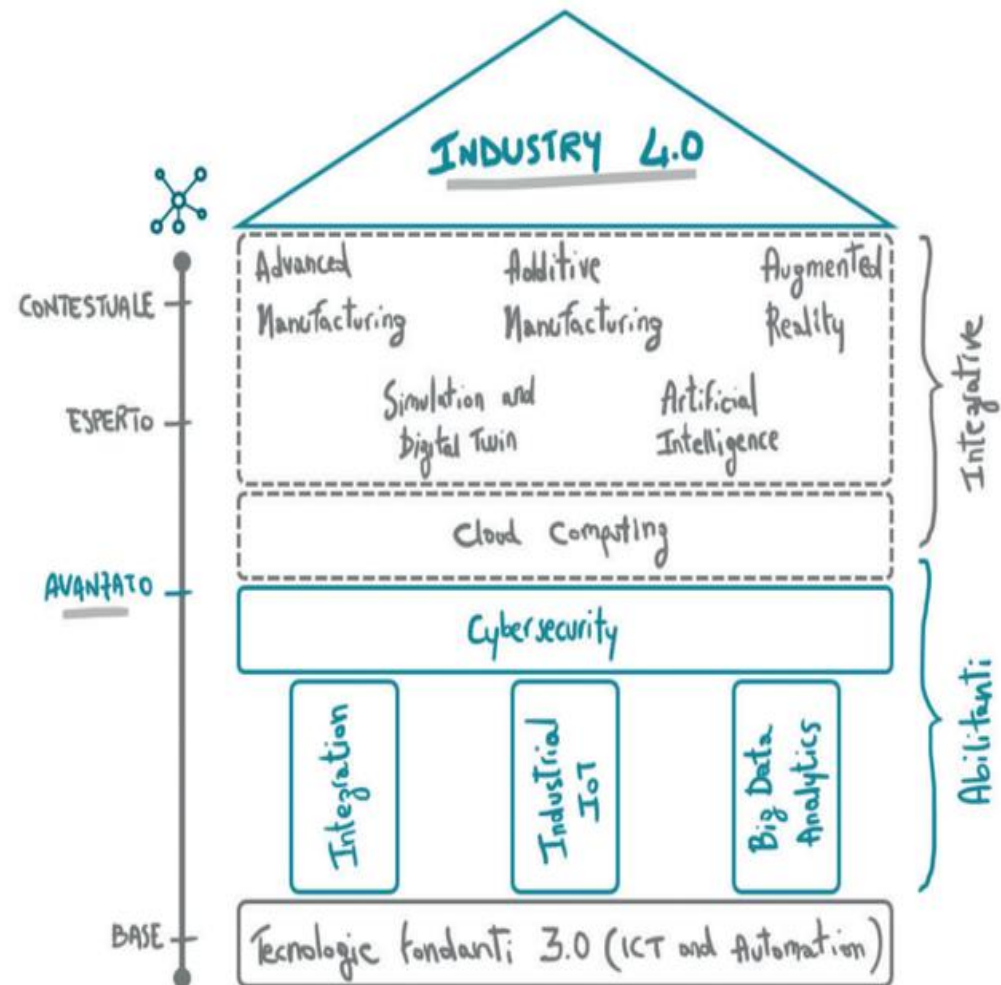 INDUSTRY 4.0
CONTESTUALE
Advanced Manufacturing
Additive Manufacturing
Augmented Reality
ESPERTO
Simulation and
Digital Twin
Artificial
Intelligence
Integrative
Cloud Computing
AVANZATO
Cybersecurity
Integration
Industrial
IoT
Big Data
Analytics
Abilitanti
BASE
Tecnologie fondanti 3.0 (ICT and Automation)